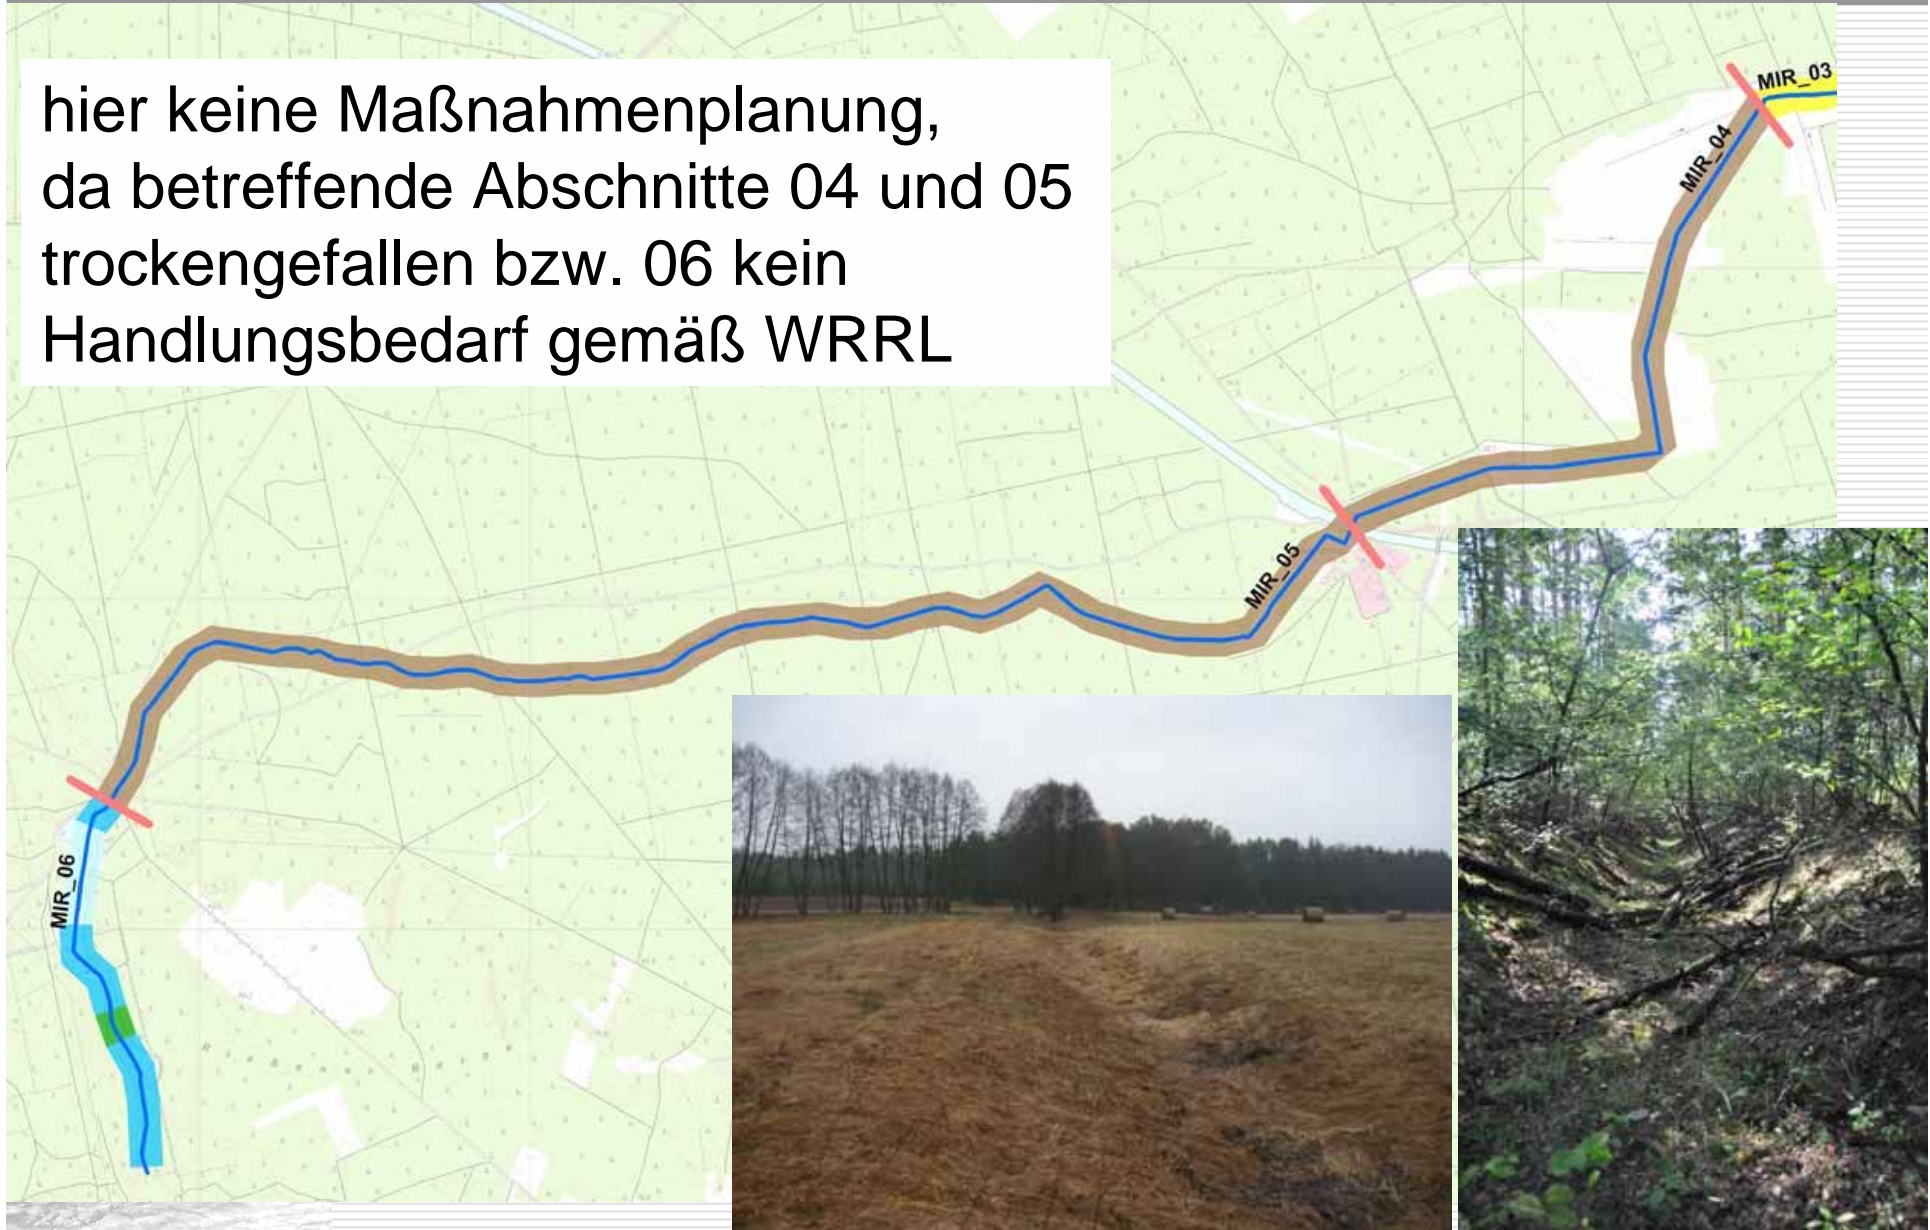 hier keine Maßnahmenplanung,
da betreffende Abschnitte 04 und 05
trockengefallen bzw. 06 kein
Handlungsbedarf gemäß WRRL
MIR_03
MIR_04
MIR_05
MIR_06